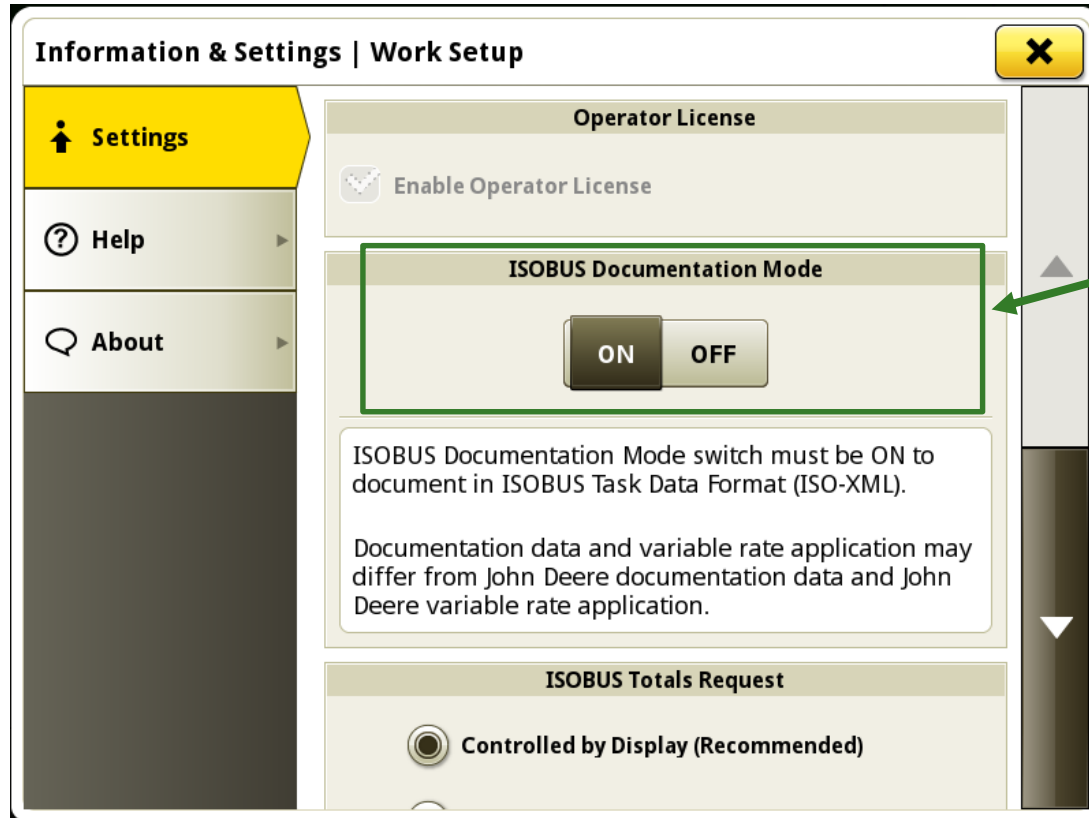 Information & Settings | Work Setup
Settings
Help
About
Operator License
Enable Operator License
ISOBUS Documentation Mode
ON OFF
ISOBUS Documentation Mode switch must be ON to
document in ISOBUS Task Data Format (ISO-XML).
Documentation data and variable rate application may
differ from John Deere documentation data and John
Deere variable rate application.
ISOBUS Totals Request
Controlled by Display (Recommended)